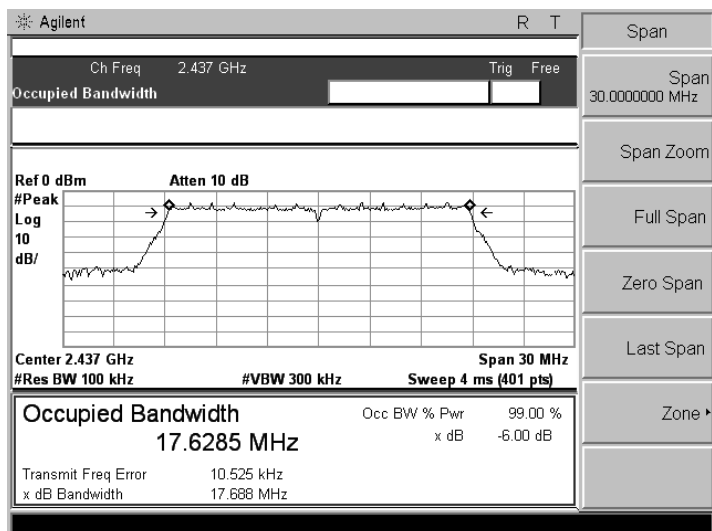 Agilent R T
Ch Freq 2.437 GHz Trig Free
Occupied Bandwidth
Ref 0 dBm Atten 10 dB
#Peak
Log
10
dB/
Center 2.437 GHz Span 30 MHz
#Res BW 100 kHz #VBW 300 kHz Sweep 4 ms (401 pts)
Occupied Bandwidth
17.6285 MHz
Occ BW % Pwr 99.00 %
x dB -6.00 dB
Transmit Freq Error 10.525 kHz
x dB Bandwidth 17.688 MHz
Span
Span
30.0000000 MHz
Span Zoom
Full Span
Zero Span
Last Span
Zone